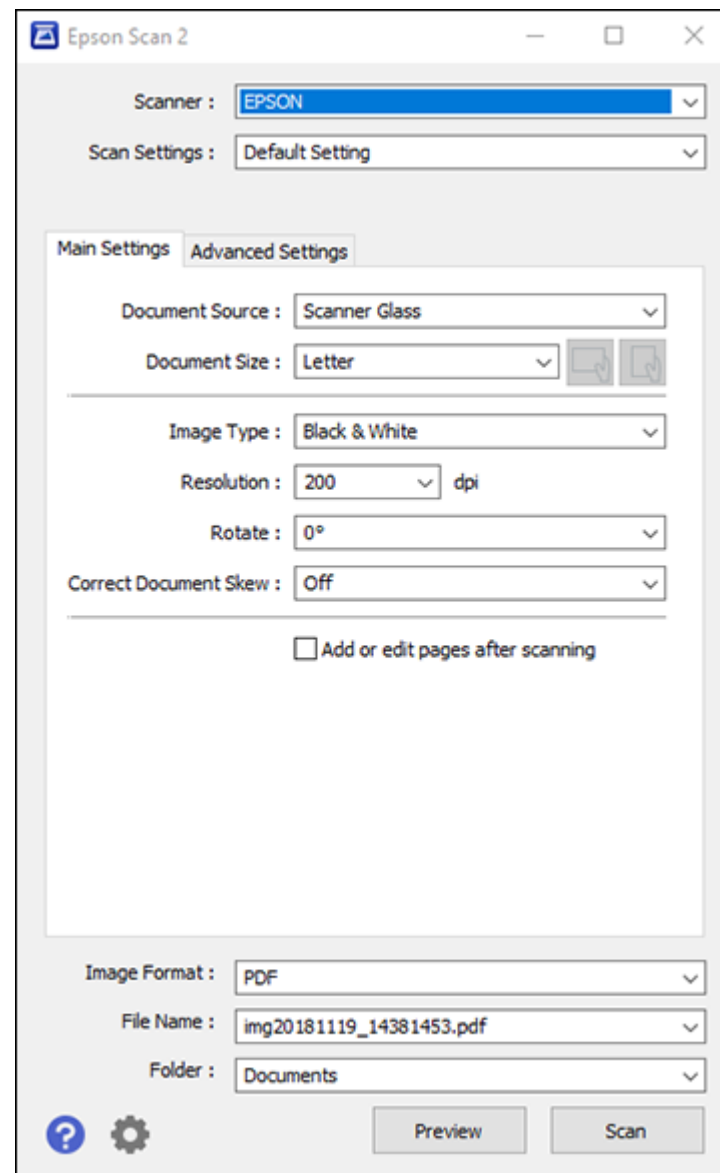 Epson Scan 2
Scanner : EPSON
Scan Settings : Default Setting
Main Settings Advanced Settings
Document Source : Scanner Glass
Document Size : Letter
Image Type : Black & White
Resolution : 200 dpi
Rotate : 0°
Correct Document Skew : Off
Add or edit pages after scanning
Image Format : PDF
File Name : img20181119_14381453.pdf
Folder : Documents
? Preview Scan